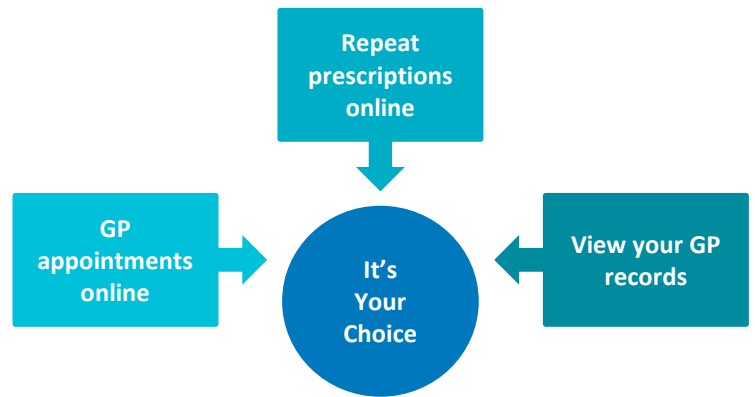 Repeat
prescriptions
online
GP
appointments
online
It’s
Your
Choice
View your GP
records